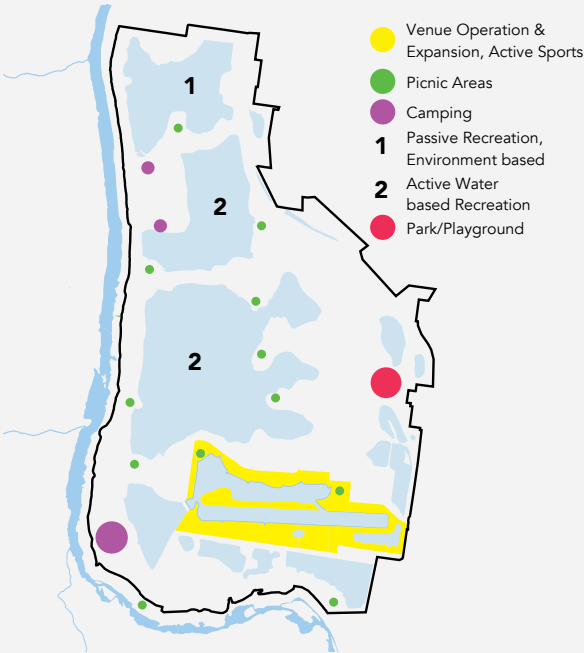 Venue Operation &
Expansion, Active Sports
Picnic Areas
Camping
1 Passive Recreation,
Environment based
2 Active Water
based Recreation
Park/Playground
1
2
2